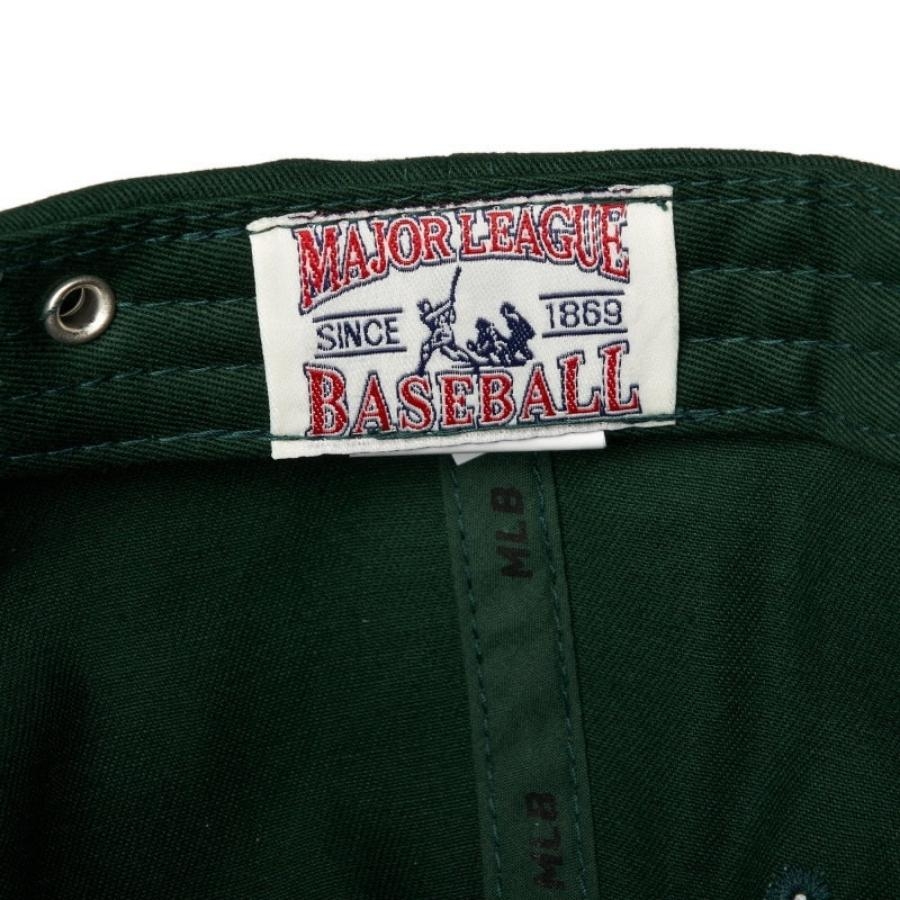 MAJOR LEAGUE
SINCE 1869
BASEBALL
MLB
MLB